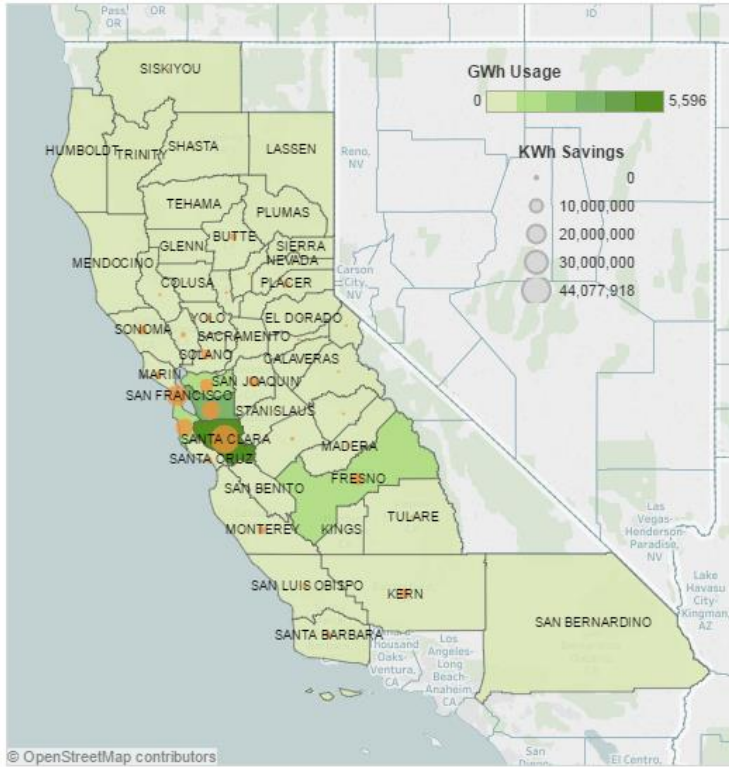 Pass,
OR
OR
ID
SISKIYOU
GWh Usage
0
5,596
HUMBOLDT
TRINITY
SHASTA
LASSEN
Reno,
NV
KWh Savings
0
10,000,000
20,000,000
30,000,000
44,077,918
TEHAMA
PLUMAS
GLENN
BUTTE
SIERRA
NEVADA
MENDOCINO
COLUSA
PLACER
Carson
City,
NV
SONOMA
YOLO
EL DORADO
SACRAMENTO
SOLANO
CALAVERAS
MARIN
SAN JOAQUIN
SAN FRANCISCO
STANISLAUS
SANTA CLARA
MADERA
SANTA CRUZ
FRESNO
SAN BENITO
TULARE
MONTEREY
KINGS
Las
Vegas-
Henderson-
Paradise,
NV
SAN LUIS OBISPO
KERN
Lake
Havasu
City-
Kingman,
AZ
SAN BERNARDINO
SANTA BARBARA
Thousand
Oaks-
Ventura,
CA
Los
Angeles-
Long
Beach-
Anaheim,
CA
San
El Centro,
© OpenStreetMap contributors